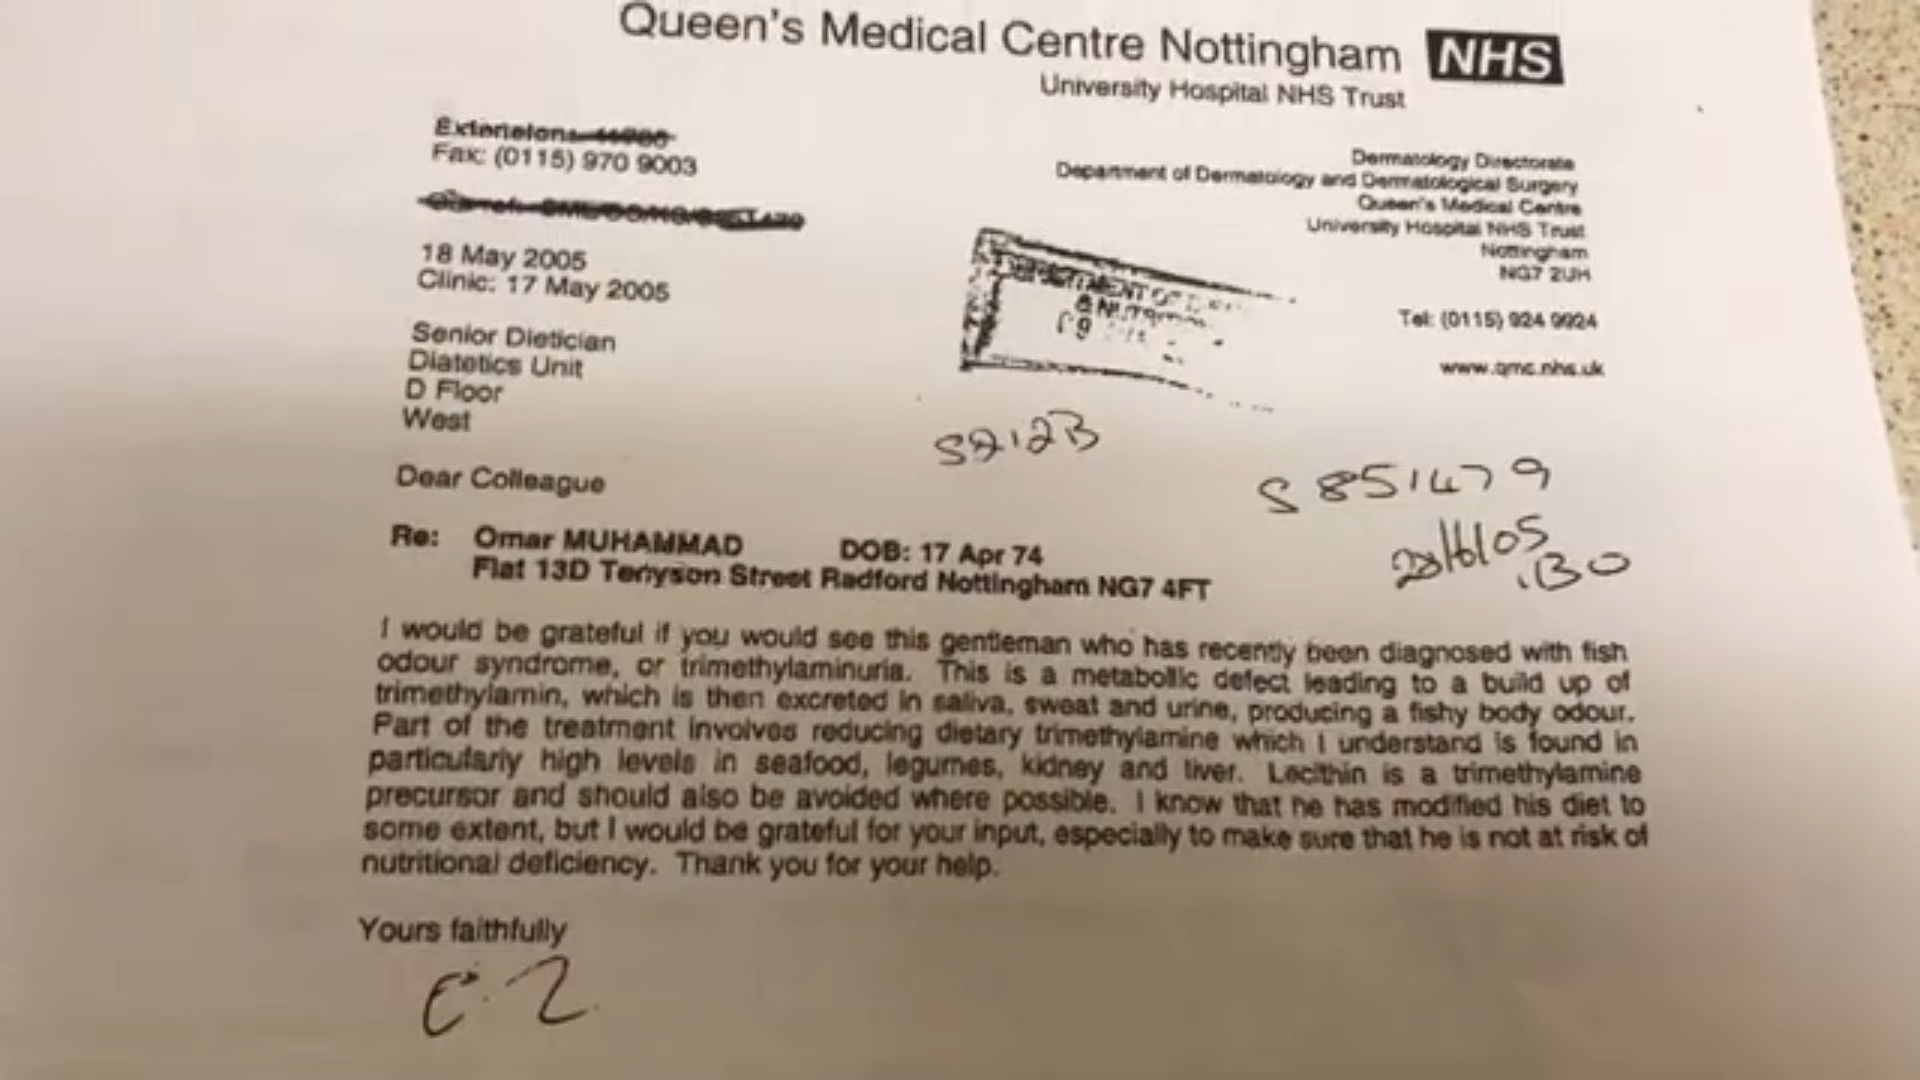 Queen's Medical Centre Nottingham NHS
University Hospital NHS Trust
Fax: (0115) 970 9003
Dermatology Directorate
Department of Dermatology and Dermatological Surgery
Queen's Medical Centre
University Hospital NHS Trust
Nottingham
NG7 2UH
Tel: (0115) 924 9924
www.qmc.nhs.uk
18 May 2005
Clinic: 17 May 2005
Senior Dietician
Diatetics Unit
D Floor
West
S212B
S851479
Dear Colleague
Re: Omar MUHAMMAD DOB: 17 Apr 74
Flat 13D Tenyson Street Radford Nottingham NG7 4FT
I would be grateful if you would see this gentleman who has recently been diagnosed with fish
odour syndrome, or trimethylaminuria. This is a metabolic defect leading to a build up of
trimethylamin, which is then excreted in saliva, sweat and urine, producing a fishy body odour.
Part of the treatment involves reducing dietary trimethylamine which I understand is found in
particularly high levels in seafood, legumes, kidney and liver. Lecithin is a trimethylamine
precursor and should also be avoided where possible. I know that he has modified his diet to
some extent, but I would be grateful for your input, especially to make sure that he is not at risk of
nutritional deficiency. Thank you for your help.
Yours faithfully